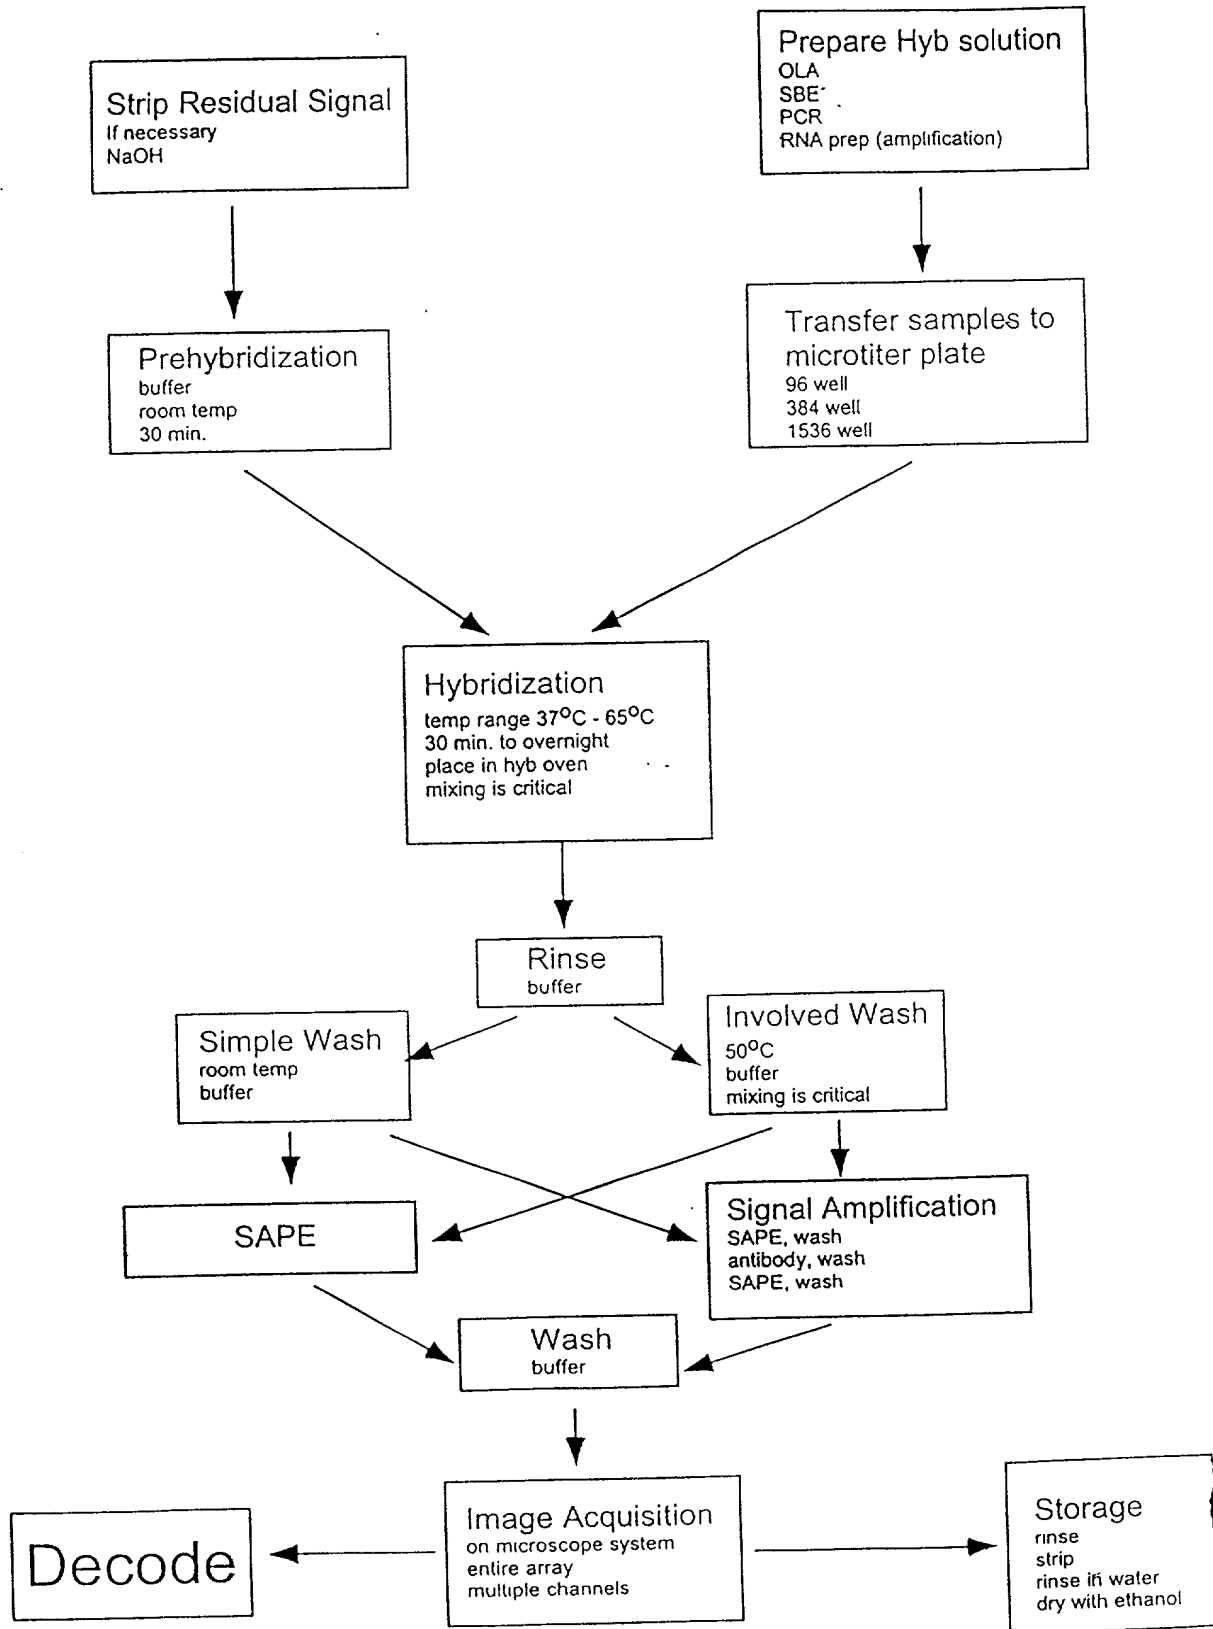 Strip Residual Signal
If necessary
NaOH
Prepare Hyb solution
OLA
SBE
PCR
RNA prep (amplification)
Prehybridization
buffer
room temp
30 min.
Transfer samples to
microtiter plate
96 well
384 well
1536 well
Hybridization
temp range 37°C - 65°C
30 min. to overnight
place in hyb oven
mixing is critical
Rinse
buffer
Simple Wash
room temp
buffer
Involved Wash
50°C
buffer
mixing is critical
SAPE
Signal Amplification
SAPE, wash
antibody, wash
SAPE, wash
Wash
buffer
Decode
Image Acquisition
on microscope system
entire array
multiple channels
Storage
rinse
strip
rinse in water
dry with ethanol